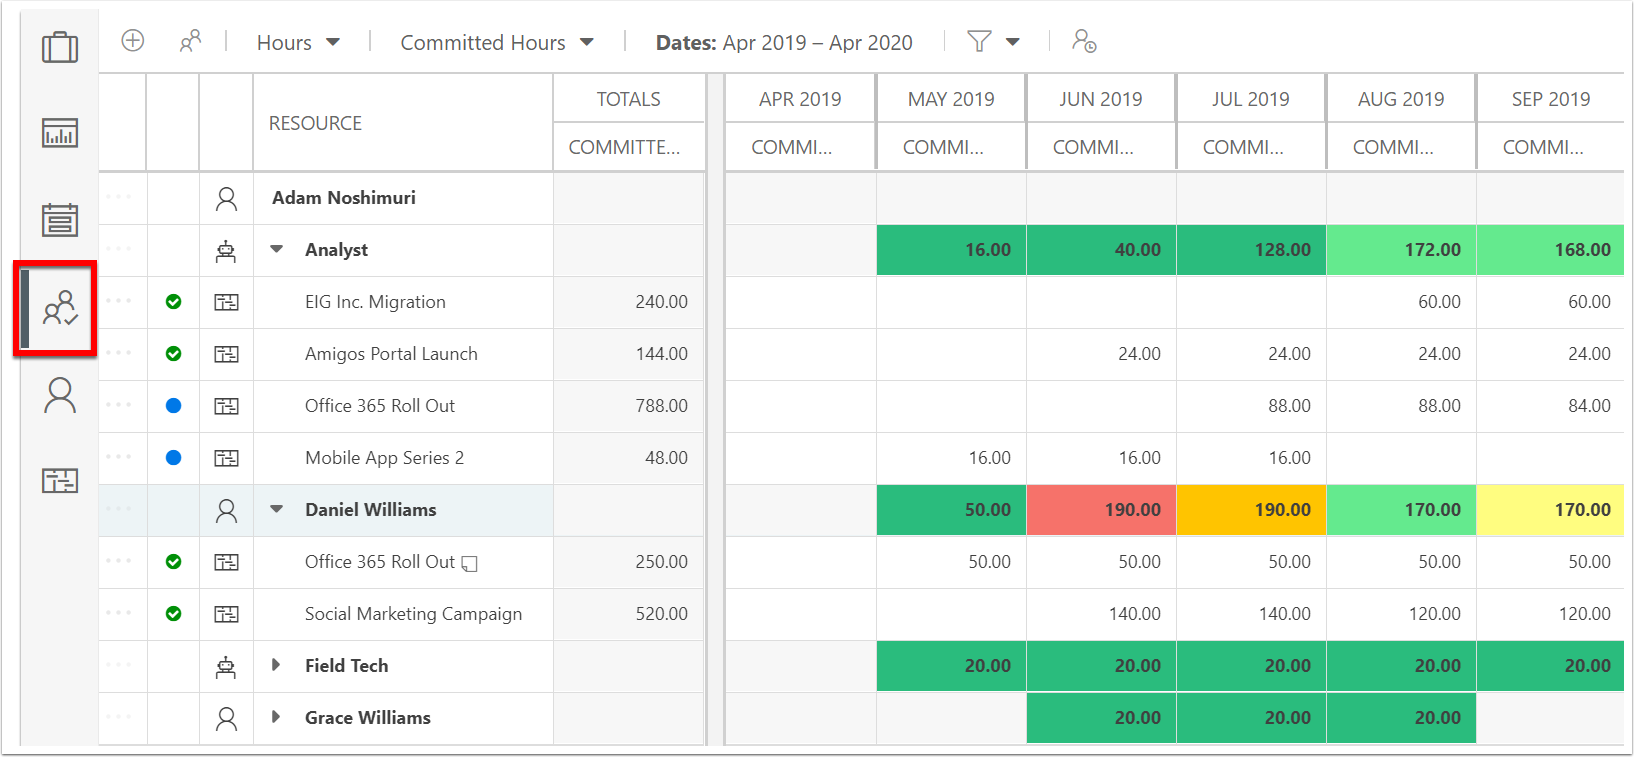 Hours Committed Hours Dates: Apr 2019 – Apr 2020
RESOURCE TOTALS APR 2019 MAY 2019 JUN 2019 JUL 2019 AUG 2019 SEP 2019
COMMITTE... COMMI... COMMI... COMMI... COMMI... COMMI... COMMI...
Adam Noshimuri
Analyst 16.00 40.00 128.00 172.00 168.00
EIG Inc. Migration 240.00 60.00 60.00
Amigos Portal Launch 144.00 24.00 24.00 24.00 24.00
Office 365 Roll Out 788.00 88.00 88.00 84.00
Mobile App Series 2 48.00 16.00 16.00 16.00
Daniel Williams 50.00 190.00 190.00 170.00 170.00
Office 365 Roll Out 250.00 50.00 50.00 50.00 50.00 50.00
Social Marketing Campaign 520.00 140.00 140.00 120.00 120.00
Field Tech 20.00 20.00 20.00 20.00 20.00
Grace Williams 20.00 20.00 20.00